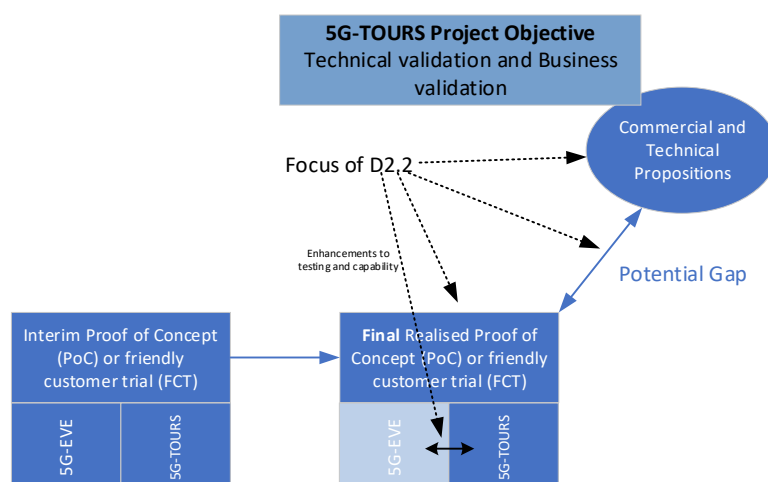 5G-TOURS Project Objective
Technical validation and Business
validation
Commercial and
Technical
Propositions
Focus of D2.2
Enhancements to
testing and capability
Potential Gap
Interim Proof of Concept
(PoC) or friendly
customer trial (FCT)
Final Realised Proof of
Concept (PoC) or friendly
customer trial (FCT)
5G-EVE
5G-TOURS
5G-EVE
5G-TOURS